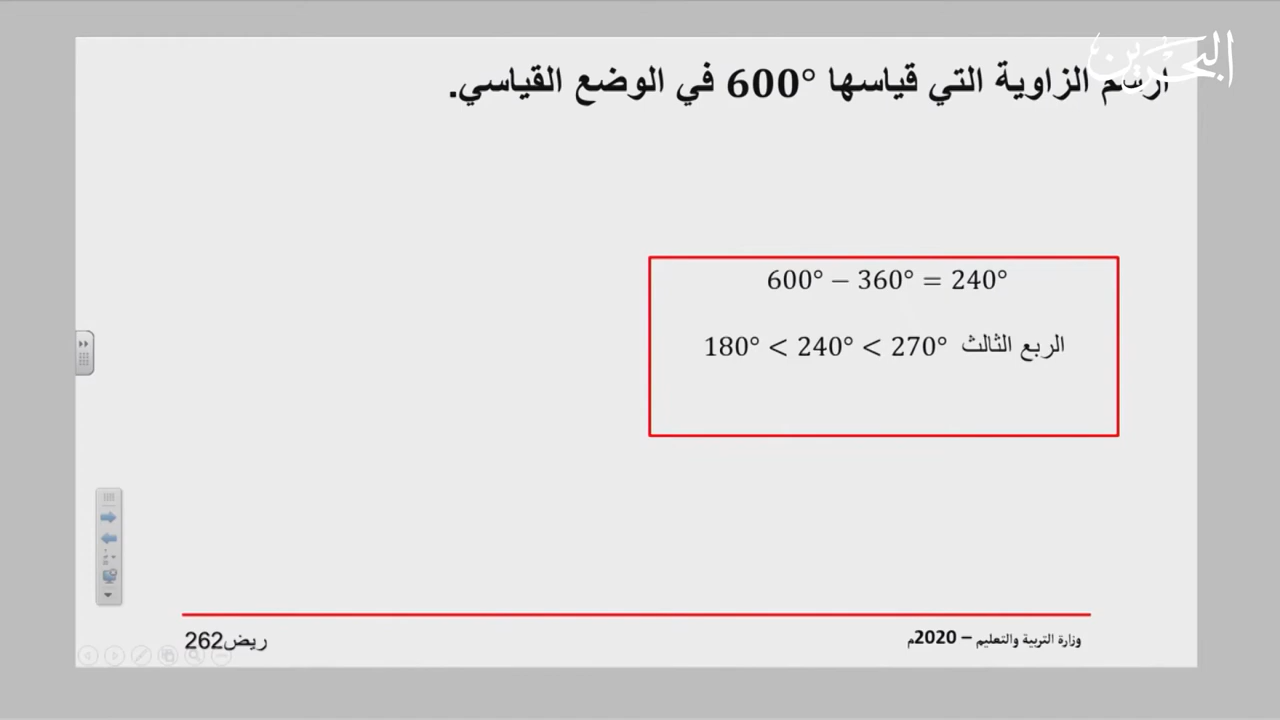 البحرين
ارسم الزاوية التي قياسها 600° في الوضع القياسي.
600° − 360° = 240°
180° < 240° < 270° الربع الثالث
وزارة التربية والتعليم – 2020م
ريض262